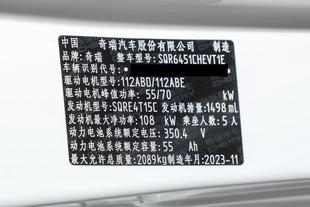 中国 奇瑞汽车股份有限公司 制造
品牌:奇瑞 整车型号:SQR6451CHEVT1E
车辆识别代号:
驱动电机型号:112ABD/112ABE
驱动电机峰值功率:55/70 kW
发动机型号:SQRE4T15C 发动机排量:1498 mL
发动机最大净功率:108 kW 乘坐人数:5 人
动力电池系统额定电压:350.4 V
动力电池系统额定容量:55 Ah
最大允许总质量:2089kg 制造年月:2023-11